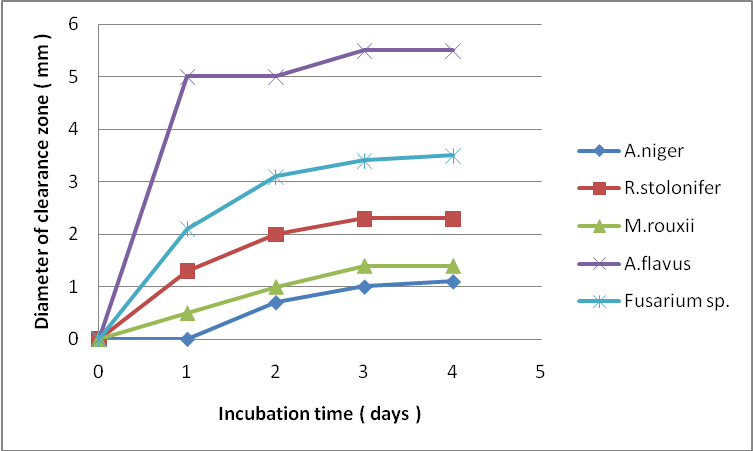 Diameter of clearance zone ( mm )
6
5
4
3
2
1
0
0 1 2 3 4 5
Incubation time ( days )
A.niger
R.stolonifer
M.rouxii
A.flavus
Fusarium sp.